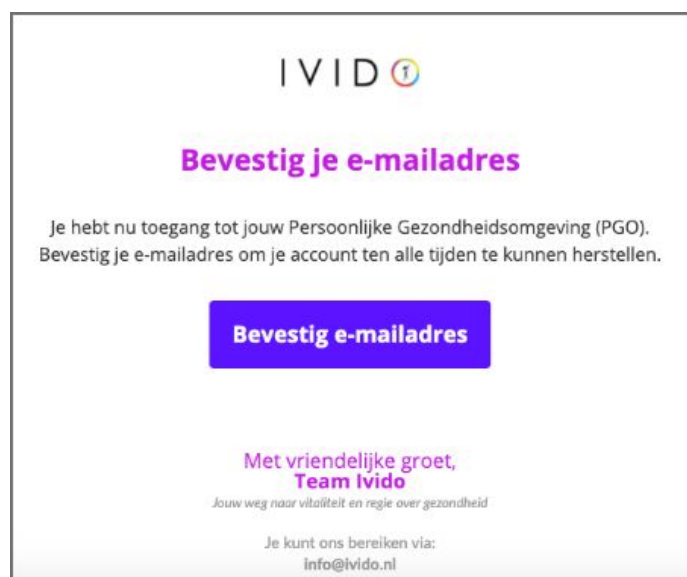 IVIDO
Bevestig je e-mailadres
Je hebt nu toegang tot jouw Persoonlijke Gezondheidsomgeving (PGO).
Bevestig je e-mailadres om je account ten alle tijden te kunnen herstellen.
Bevestig e-mailadres
Met vriendelijke groet,
Team Ivido
Jouw weg naar vitaliteit en regie over gezondheid
Je kunt ons bereiken via:
info@ivido.nl